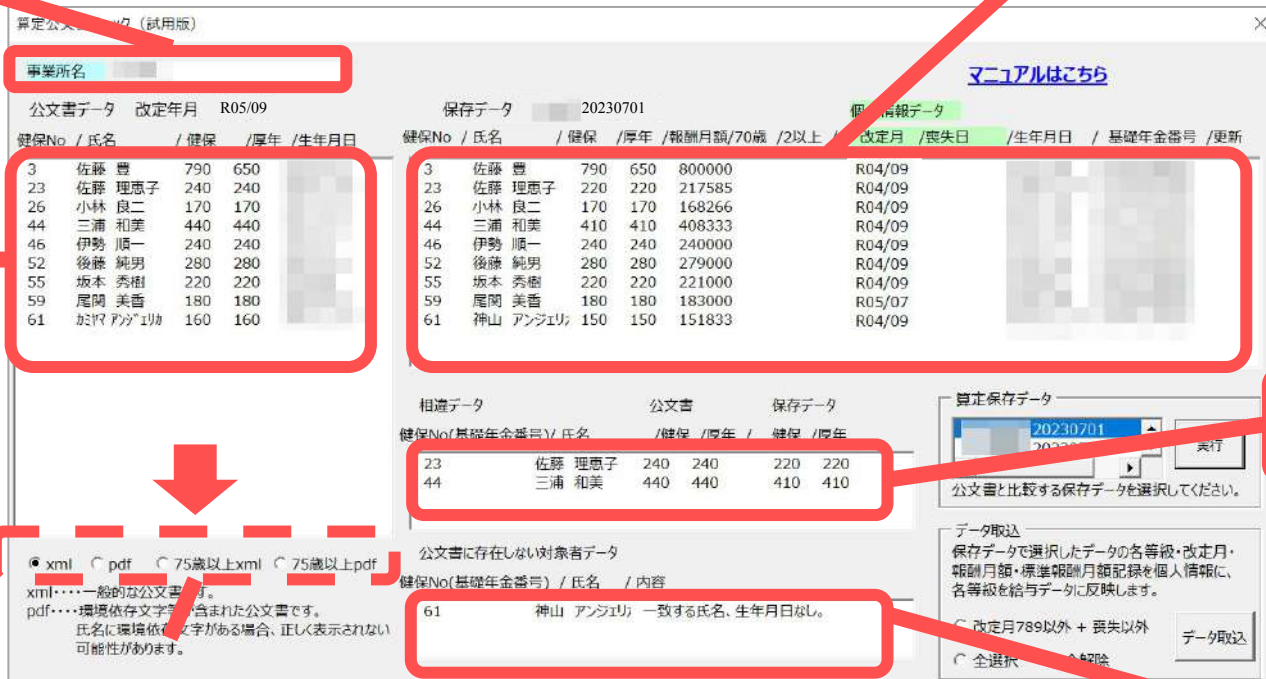 算定公文書 ック（試用版）
事業所名
マニュアルはこちら
公文書データ 改定年月 R05/09
保存データ 20230701
個 情報データ
健保No / 氏名 / 健保 /厚年 /生年月日
健保No / 氏名 / 健保 /厚年 /報酬月額/70歳 /2以上 / 改定月 /喪失日 /生年月日 / 基礎年金番号 /更新
3 佐藤 豊 790 650
23 佐藤 理恵子 240 240
26 小林 良二 170 170
44 三浦 和美 440 440
46 伊勢 順一 240 240
52 後藤 純男 280 280
55 坂本 秀樹 220 220
59 尾関 美香 180 180
61 ｶﾐﾔﾏ ｱﾝｼﾞｪﾘｶ 160 160
3 佐藤 豊 790 650 800000 R04/09
23 佐藤 理恵子 220 220 217585 R04/09
26 小林 良二 170 170 168266 R04/09
44 三浦 和美 410 410 408333 R04/09
46 伊勢 順一 240 240 240000 R04/09
52 後藤 純男 280 280 279000 R04/09
55 坂本 秀樹 220 220 221000 R04/09
59 尾関 美香 180 180 183000 R05/07
61 神山 アンジェリ 150 150 151833 R04/09
相違データ 公文書 保存データ
健保No(基礎年金番号)/ 氏名 /健保 /厚年 / 健保 /厚年
23 佐藤 理恵子 240 240 220 220
44 三浦 和美 440 440 410 410
算定保存データ
20230701
実行
公文書と比較する保存データを選択してください。
公文書に存在しない対象者データ
健保No(基礎年金番号) / 氏名 / 内容
61 神山 アンジェリ 一致する氏名、生年月日なし。
データ取込
保存データで選択したデータの各等級・改定月・
報酬月額・標準報酬月額記録を個人情報に、
各等級を給与データに反映します。
改定月789以外 + 喪失以外
全選択 解除
データ取込
xml pdf 75歳以上xml 75歳以上pdf
xml････一般的な公文書です。
pdf････環境依存文字等 含まれた公文書です。
氏名に環境依存文字がある場合、正しく表示されない
可能性があります。